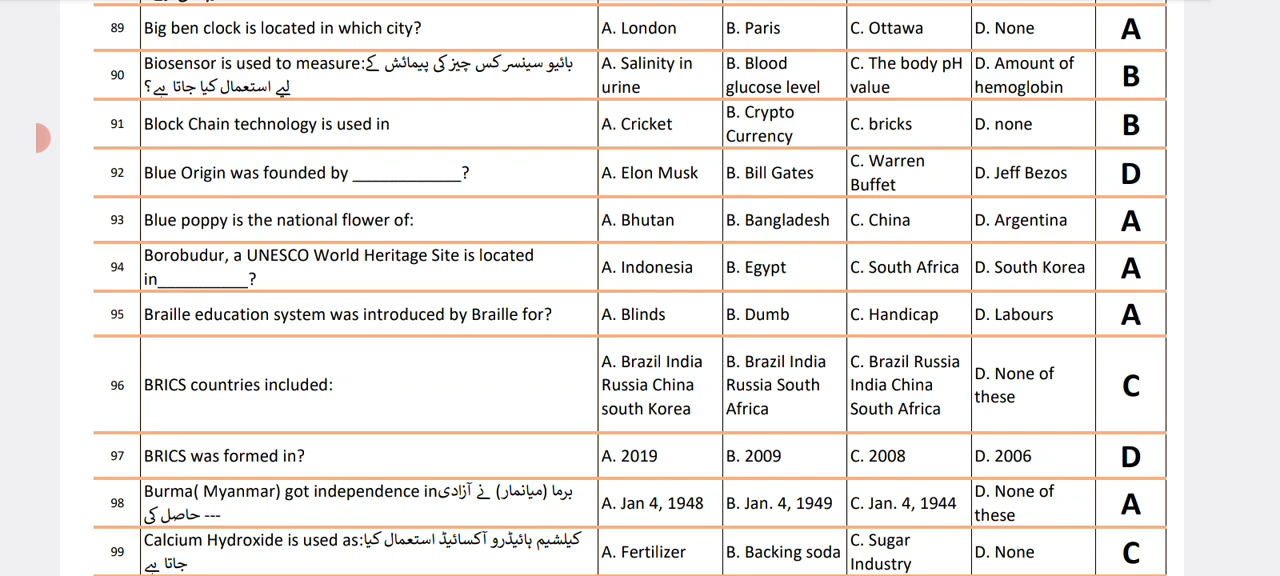 89 Big ben clock is located in which city? A. London B. Paris C. Ottawa D. None A
90 Biosensor is used to measure:بائیو سینسر کس چیز کی پیمائش کے A. Salinity in B. Blood C. The body pH D. Amount of B
لیے استعمال کیا جاتا ہے؟ urine glucose level value hemoglobin
91 Block Chain technology is used in A. Cricket B. Crypto C. bricks D. none B
Currency
92 Blue Origin was founded by ____________? A. Elon Musk B. Bill Gates C. Warren D. Jeff Bezos D
Buffet
93 Blue poppy is the national flower of: A. Bhutan B. Bangladesh C. China D. Argentina A
94 Borobudur, a UNESCO World Heritage Site is located A. Indonesia B. Egypt C. South Africa D. South Korea A
in__________?
95 Braille education system was introduced by Braille for? A. Blinds B. Dumb C. Handicap D. Labours A
96 BRICS countries included: A. Brazil India B. Brazil India C. Brazil Russia D. None of C
Russia China Russia South India China these
south Korea Africa South Africa
97 BRICS was formed in? A. 2019 B. 2009 C. 2008 D. 2006 D
98 Burma( Myanmar) got independence inبرما (میانمار) نے آزادی A. Jan 4, 1948 B. Jan. 4, 1949 C. Jan. 4, 1944 D. None of A
حاصل کی --- these
99 Calcium Hydroxide is used as:کیلشیم ہائیڈرو آکسائیڈ استعمال کیا A. Fertilizer B. Backing soda C. Sugar D. None C
جاتا ہے Industry